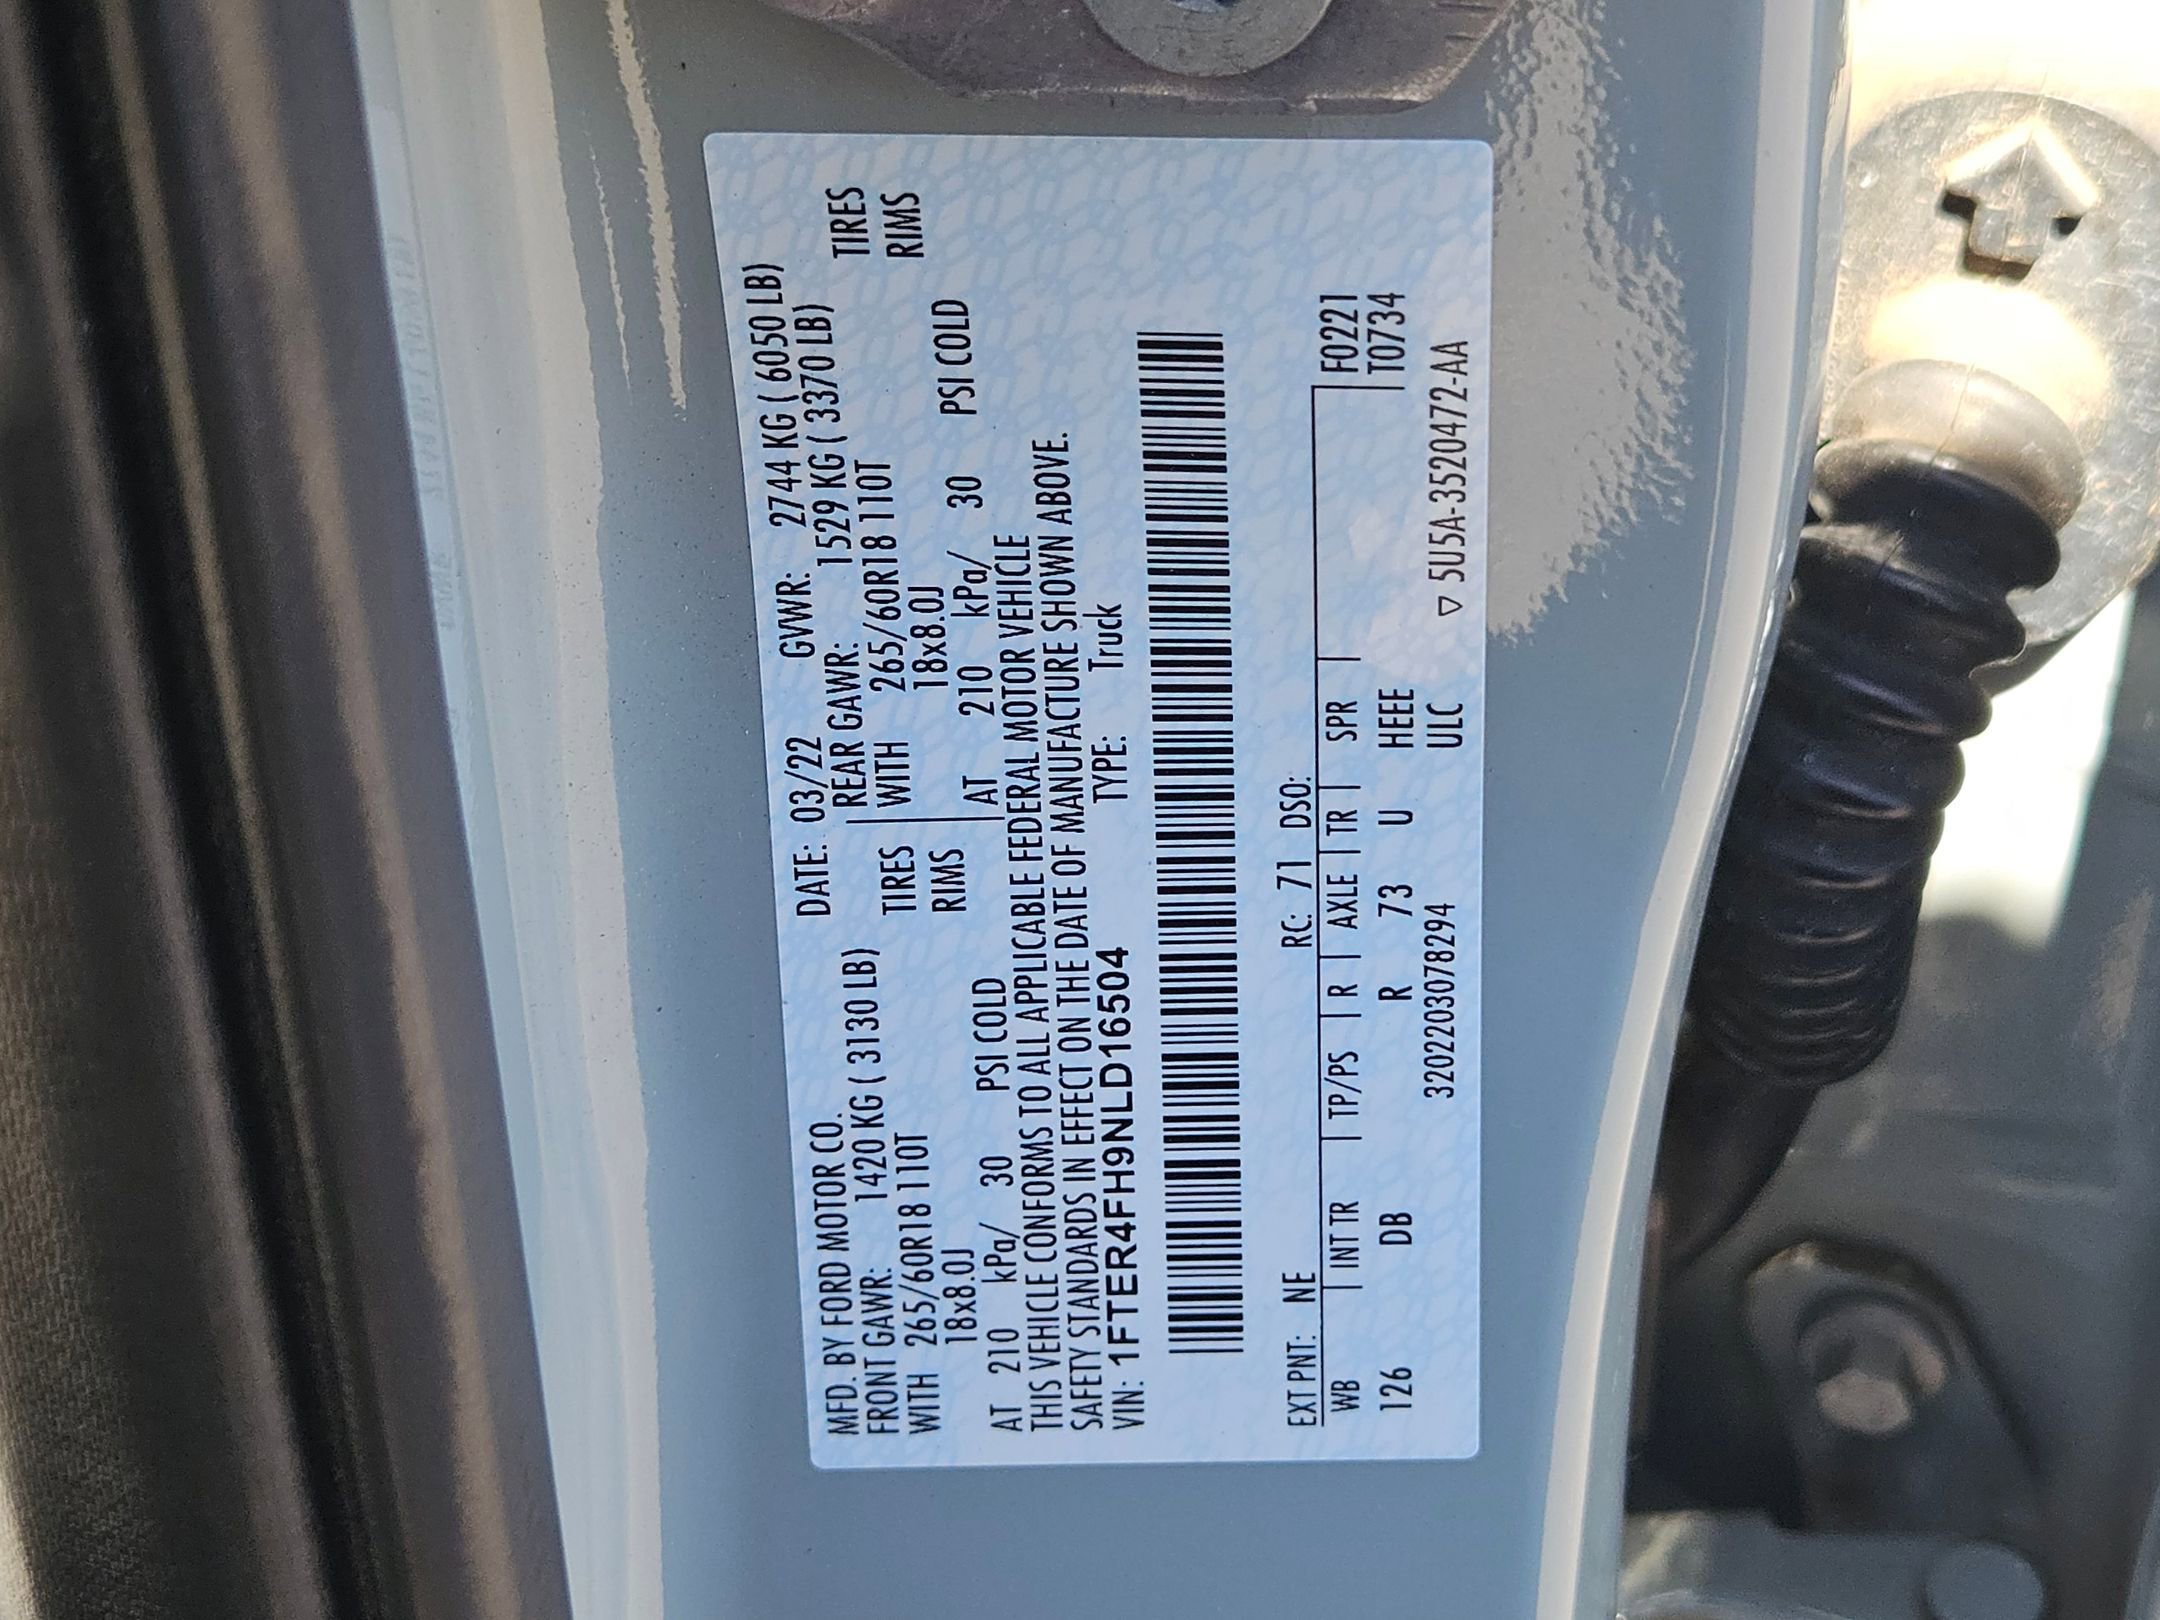 MFD. BY FORD MOTOR CO. DATE: 03/22 GVWR: 2744 KG ( 6050 LB)
FRONT GAWR: 1420 KG ( 3130 LB) REAR GAWR: 1529 KG ( 3370 LB)
WITH 265/60R18 110T TIRES WITH 265/60R18 110T TIRES
18x8.0J RIMS 18x8.0J RIMS
AT 210 kPa/ 30 PSI COLD AT 210 kPa/ 30 PSI COLD
THIS VEHICLE CONFORMS TO ALL APPLICABLE FEDERAL MOTOR VEHICLE
SAFETY STANDARDS IN EFFECT ON THE DATE OF MANUFACTURE SHOWN ABOVE.
VIN: 1FTER4FH9NLD16504 TYPE: Truck
EXT PNT: NE RC: 71 DSO:
WB | INT TR | TP/PS | R | AXLE | TR | SPR | F0221
126 DB R 73 U HEEE T0734
3202203078294 ULC ▽ 5U5A-3520472-AA